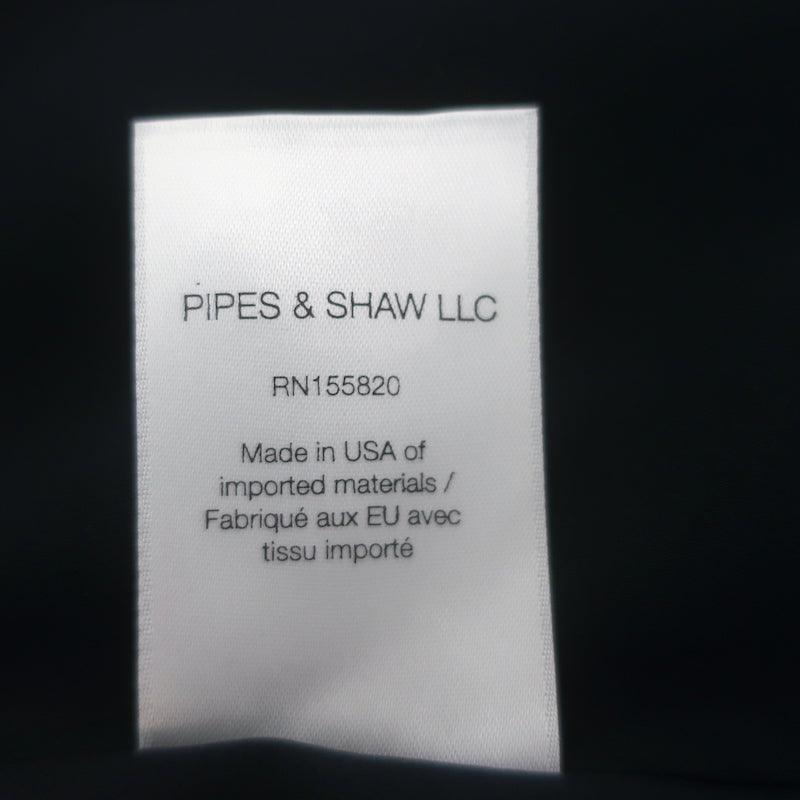 PIPES & SHAW LLC
RN155820
Made in USA of
imported materials /
Fabriqué aux EU avec
tissu importé